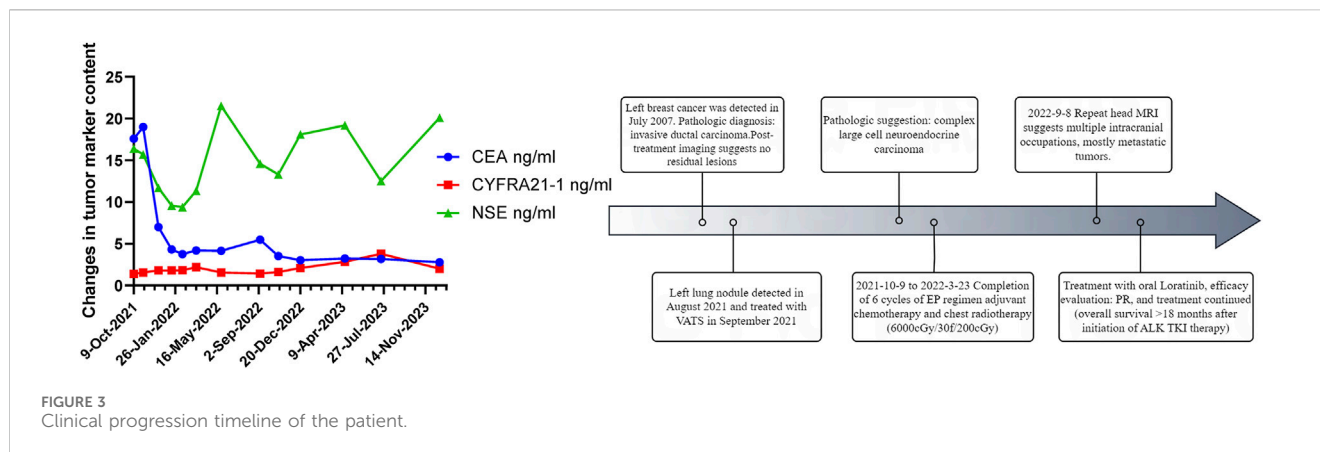 Changes in tumor marker content
25
20
15
10
5
0
9-Oct-2021
26-Jan-2022
16-May-2022
2-Sep-2022
20-Dec-2022
9-Apr-2023
27-Jul-2023
14-Nov-2023
CEA ng/ml
CYFRA21-1 ng/ml
NSE ng/ml
Left breast cancer was detected in
July 2007. Pathologic diagnosis:
invasive ductal carcinoma.Post-
treatment imaging suggests no
residual lesions
Pathologic suggestion: complex
large cell neuroendocrine
carcinoma
2022-9-8 Repeat head MRI
suggests multiple intracranial
occupations, mostly metastatic
tumors.
Left lung nodule detected in
August 2021 and treated with
VATS in September 2021
2021-10-9 to 2022-3-23 Completion
of 6 cycles of EP regimen adjuvant
chemotherapy and chest radiotherapy
(6000cGy/30f/200cGy)
Treatment with oral Loratinib, efficacy
evaluation: PR, and treatment continued
(overall survival >18 months after
initiation of ALK TKI therapy)
FIGURE 3
Clinical progression timeline of the patient.